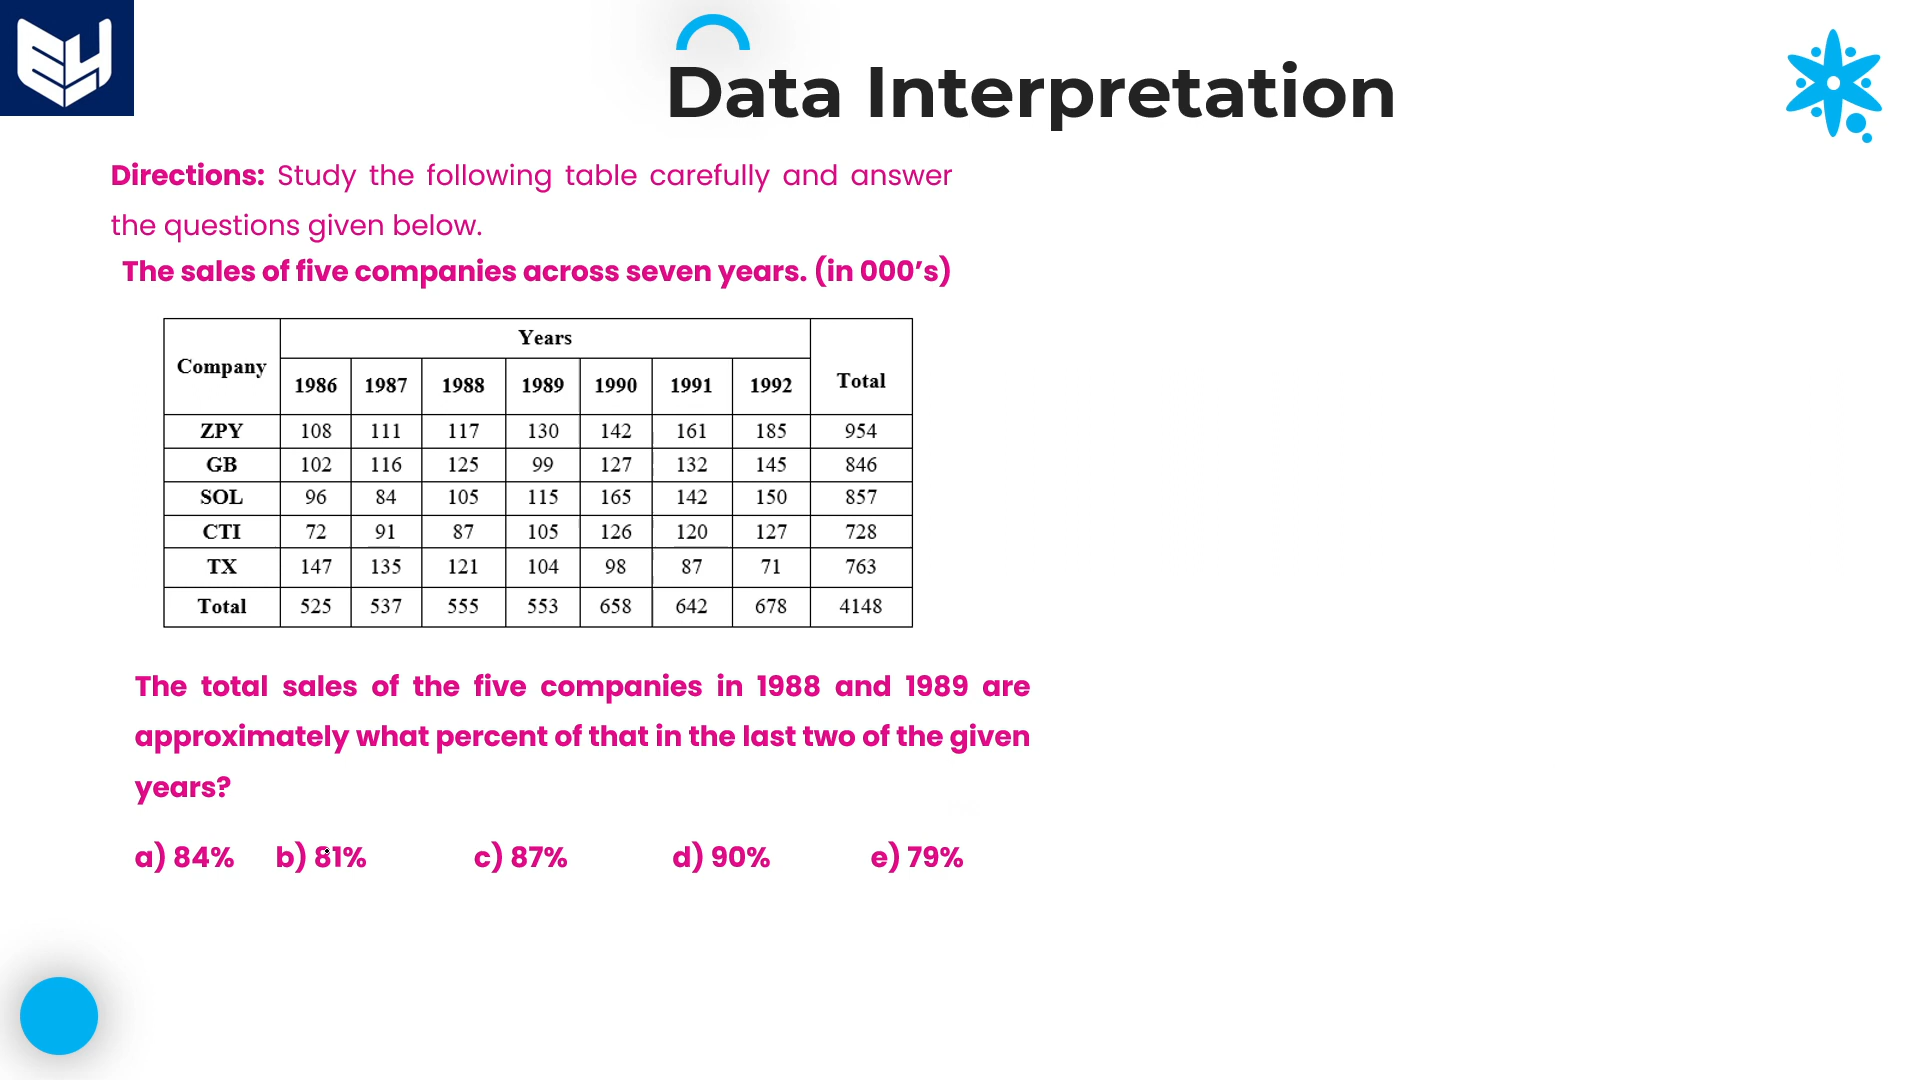 Data Interpretation
Directions: Study the following table carefully and answer
the questions given below.
The sales of five companies across seven years. (in 000’s)
Company Years Total
1986 1987 1988 1989 1990 1991 1992
ZPY 108 111 117 130 142 161 185 954
GB 102 116 125 99 127 132 145 846
SOL 96 84 105 115 165 142 150 857
CTI 72 91 87 105 126 120 127 728
TX 147 135 121 104 98 87 71 763
Total 525 537 555 553 658 642 678 4148
The total sales of the five companies in 1988 and 1989 are
approximately what percent of that in the last two of the given
years?
a) 84% b) 81% c) 87% d) 90% e) 79%